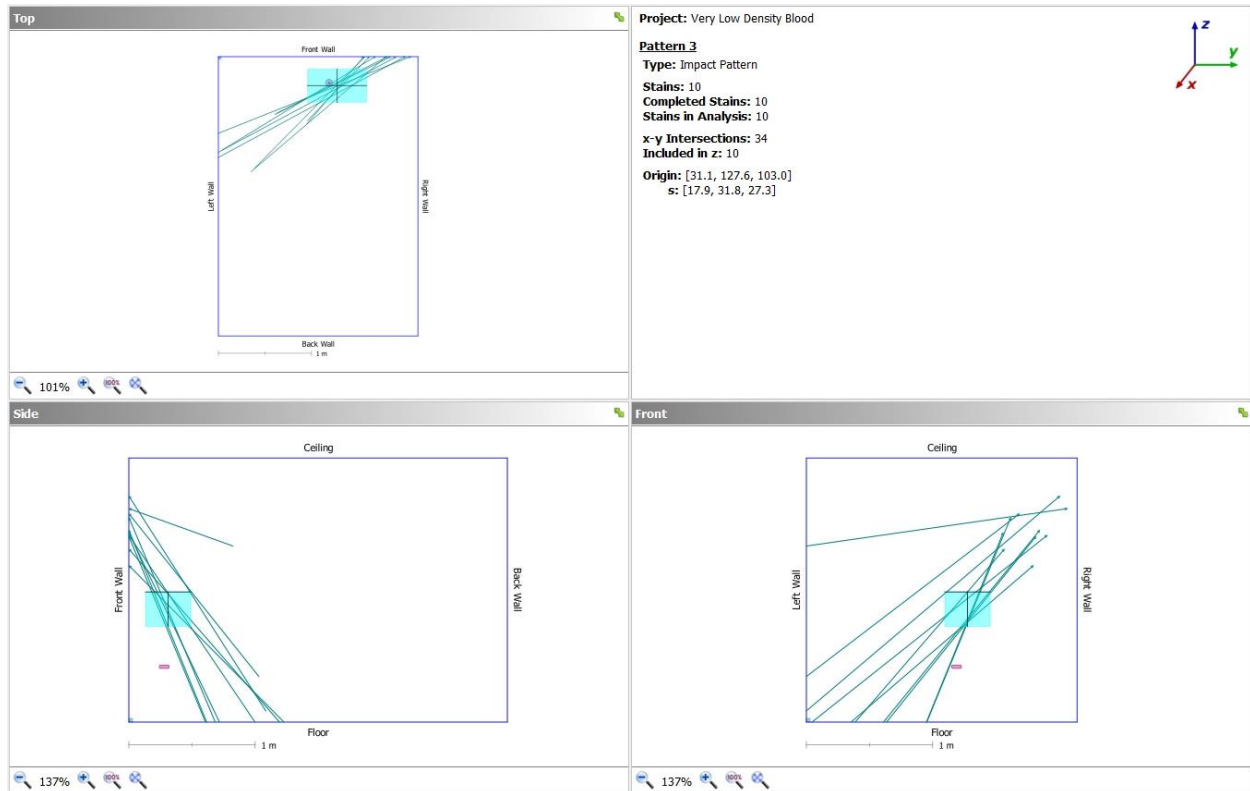 Top
Front Wall
Left Wall
Right Wall
Back Wall
1 m
101%
100%
Project: Very Low Density Blood
Pattern 3
Type: Impact Pattern
Stains: 10
Completed Stains: 10
Stains in Analysis: 10
x-y Intersections: 34
Included in z: 10
Origin: [31.1, 127.6, 103.0]
s: [17.9, 31.8, 27.3]
z
y
x
Side
Ceiling
Front Wall
Back Wall
Floor
1 m
137%
100%
Front
Ceiling
Left Wall
Right Wall
Floor
1 m
137%
100%